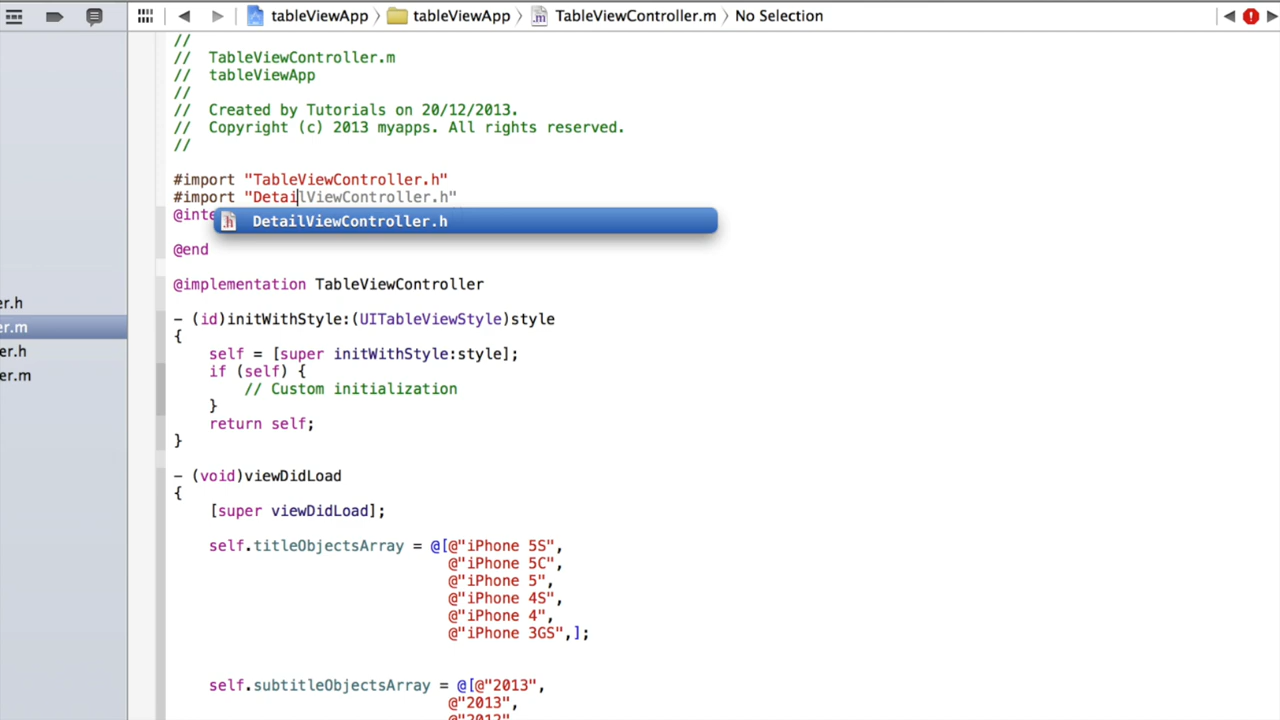 tableViewApp tableViewApp TableViewController.m No Selection
//
// TableViewController.m
// tableViewApp
//
// Created by Tutorials on 20/12/2013.
// Copyright (c) 2013 myapps. All rights reserved.
//
#import "TableViewController.h"
#import "DetailViewController.h"
@inte
.h DetailViewController.h
@end
@implementation TableViewController
er.h
- (id)initWithStyle:(UITableViewStyle)style
er.m
{
er.h
self = [super initWithStyle:style];
if (self) {
er.m
// Custom initialization
}
return self;
}
- (void)viewDidLoad
{
[super viewDidLoad];
self.titleObjectsArray = @[@"iPhone 5S",
@"iPhone 5C",
@"iPhone 5",
@"iPhone 4S",
@"iPhone 4",
@"iPhone 3GS",];
self.subtitleObjectsArray = @[@"2013",
@"2013",
@"2012",